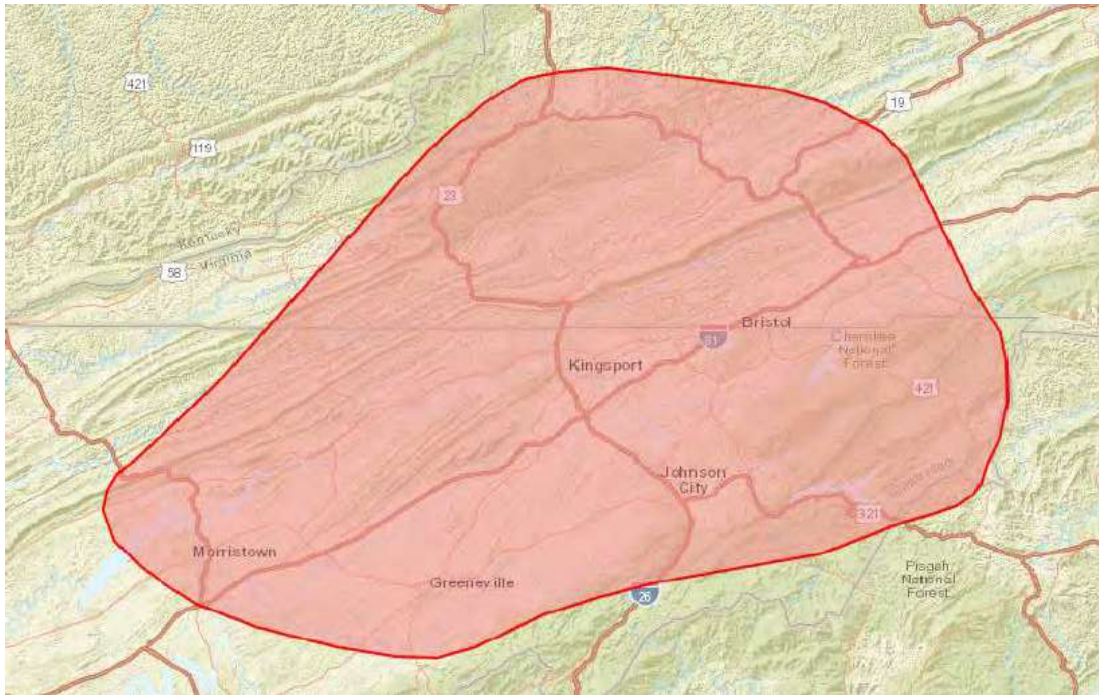 421
19
119
23
Kentucky
Virginia
58
Bristol
81
Cherokee
National
Forest
Kingsport
421
Johnson
City
321
Morristown
Greeneville
Pisgah
National
Forest
26